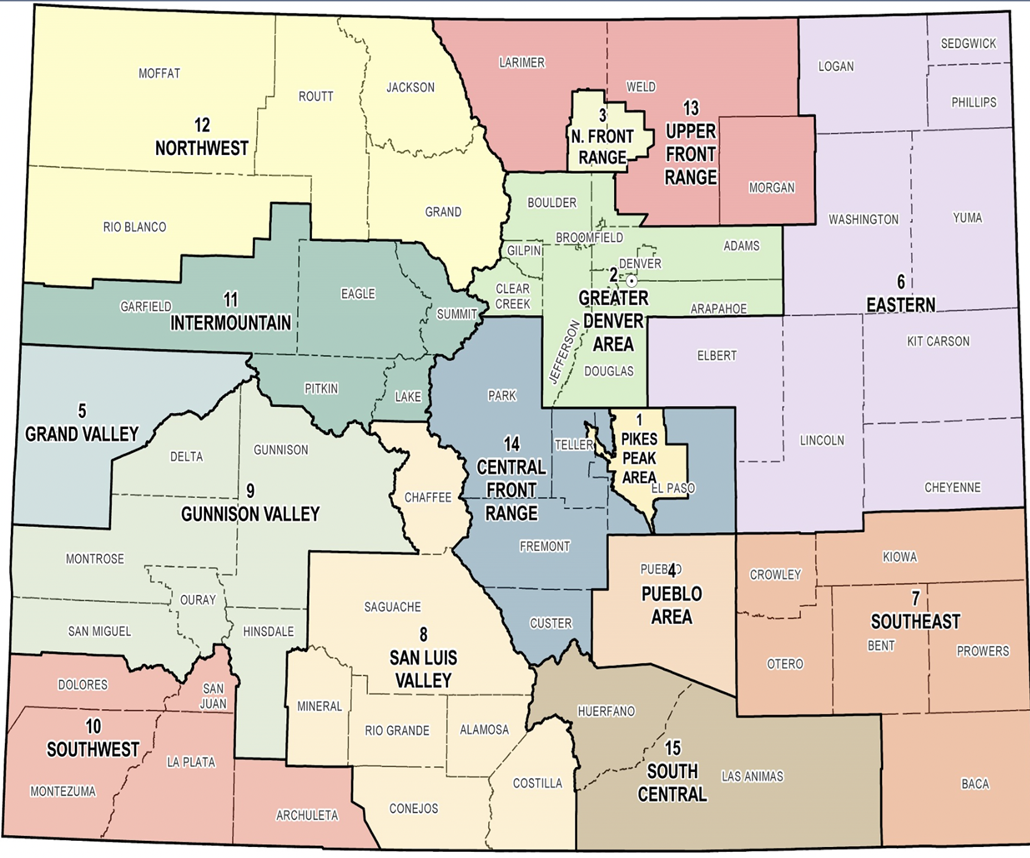 MOFFAT
ROUTT
JACKSON
LARIMER
WELD
LOGAN
SEDGWICK
PHILLIPS
12
NORTHWEST
3
N. FRONT
RANGE
13
UPPER
FRONT
RANGE
MORGAN
RIO BLANCO
GRAND
BOULDER
BROOMFIELD
GILPIN
ADAMS
WASHINGTON
YUMA
DENVER
CLEAR
CREEK
2
GREATER
DENVER
AREA
ARAPAHOE
6
EASTERN
GARFIELD
11
INTERMOUNTAIN
EAGLE
SUMMIT
JEFFERSON
DOUGLAS
ELBERT
KIT CARSON
PITKIN
LAKE
PARK
5
GRAND VALLEY
DELTA
GUNNISON
9
GUNNISON VALLEY
CHAFFEE
14
CENTRAL
FRONT
RANGE
TELLER
1
PIKES
PEAK
AREA
EL PASO
LINCOLN
CHEYENNE
MONTROSE
FREMONT
OURAY
SAN MIGUEL
HINSDALE
SAGUACHE
8
SAN LUIS
VALLEY
CUSTER
PUEBLO
4
PUEBLO
AREA
CROWLEY
KIOWA
7
SOUTHEAST
OTERO
BENT
PROWERS
DOLORES
SAN
JUAN
10
SOUTHWEST
MONTEZUMA
LA PLATA
ARCHULETA
MINERAL
RIO GRANDE
ALAMOSA
CONEJOS
COSTILLA
HUERFANO
15
SOUTH
CENTRAL
LAS ANIMAS
BACA